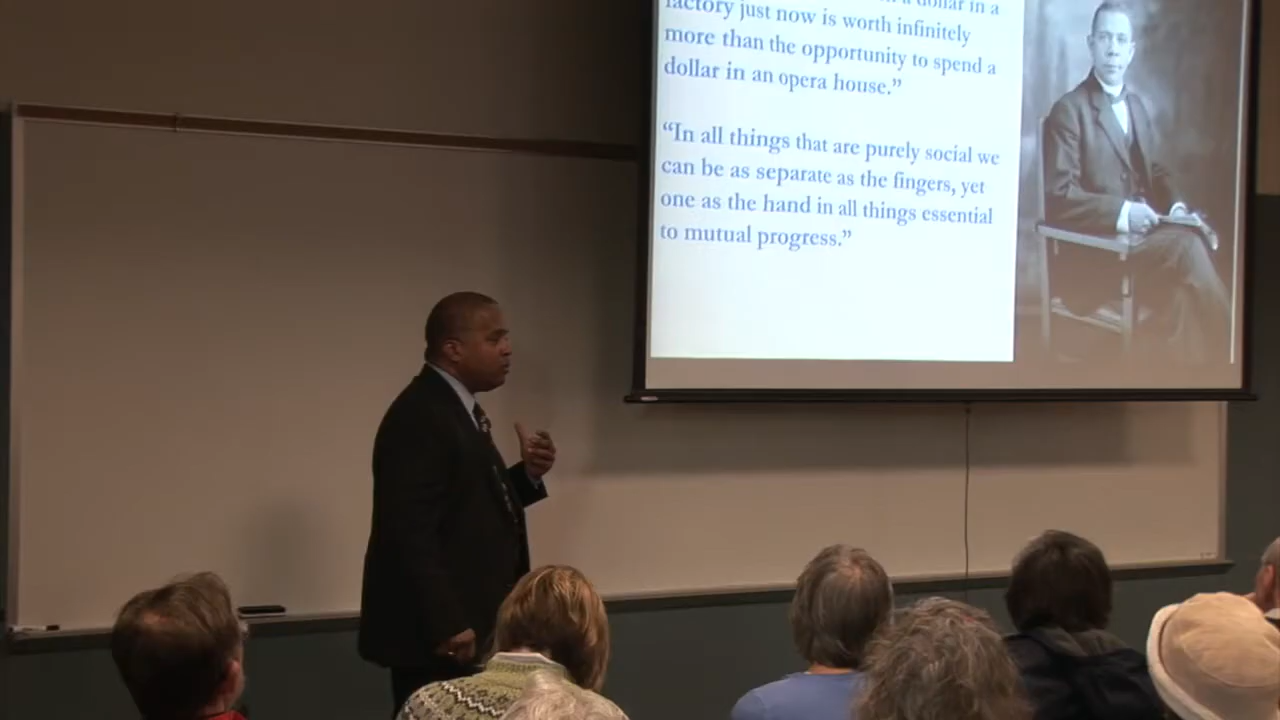 a dollar in a
factory just now is worth infinitely
more than the opportunity to spend a
dollar in an opera house.”
“In all things that are purely social we
can be as separate as the fingers, yet
one as the hand in all things essential
to mutual progress.”